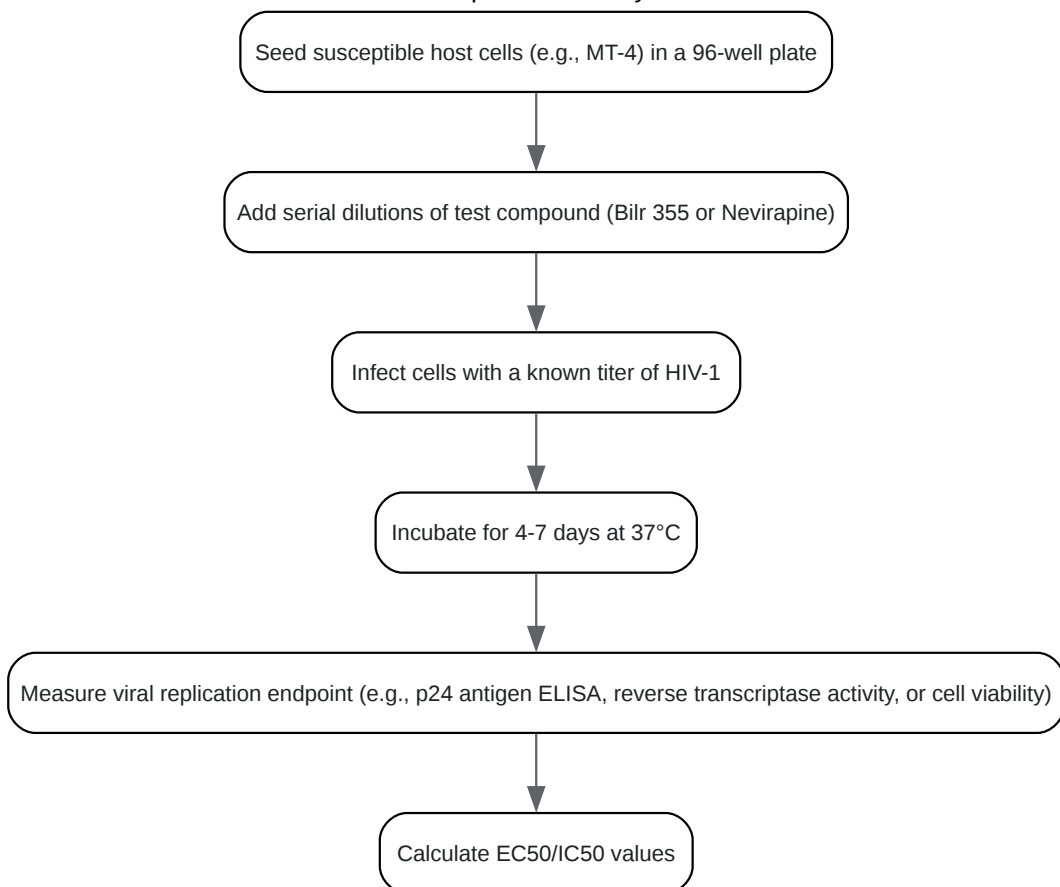 Seed susceptible host cells (e.g., MT-4) in a 96-well plate
Add serial dilutions of test compound (Bilr 355 or Nevirapine)
Infect cells with a known titer of HIV-1
Incubate for 4-7 days at 37°C
Measure viral replication endpoint (e.g., p24 antigen ELISA, reverse transcriptase activity, or cell viability)
Calculate EC50/IC50 values